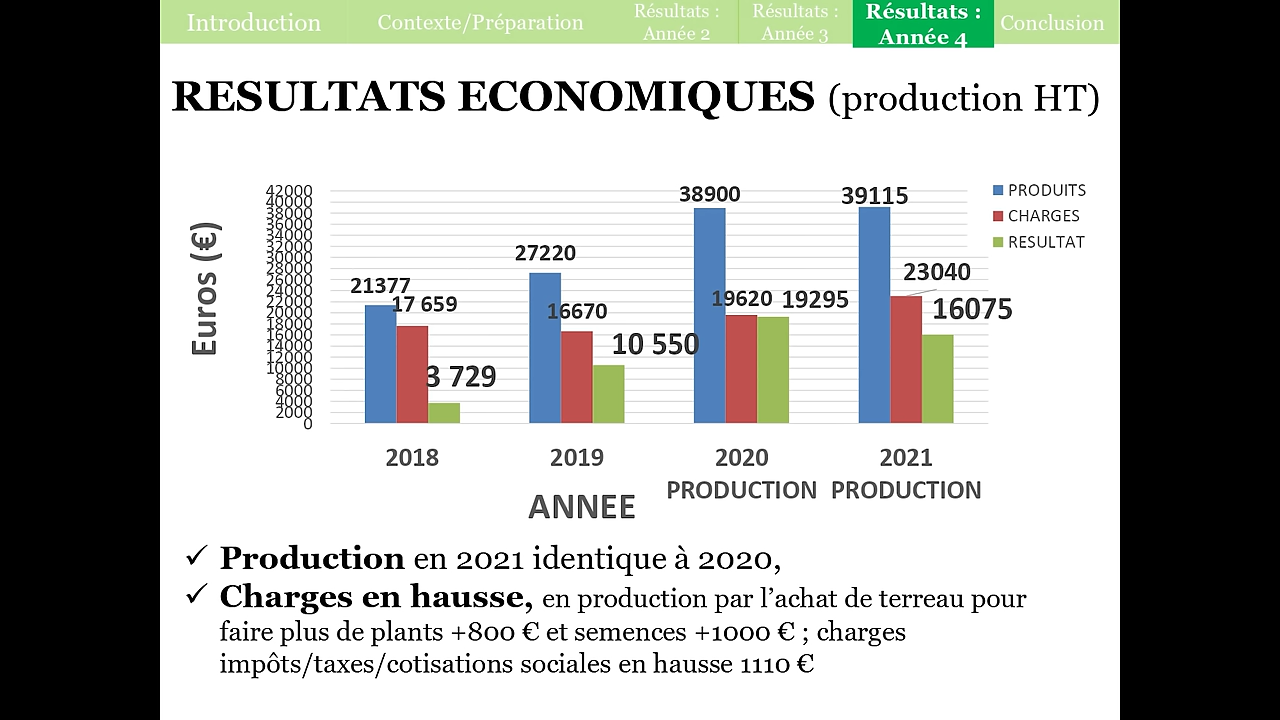 Introduction
Contexte/Préparation
Résultats :
Année 2
Résultats :
Année 3
Résultats :
Année 4
Conclusion
RESULTATS ECONOMIQUES (production HT)
Euros (€)
42000
40000
38000
36000
34000
32000
30000
28000
26000
24000
22000
20000
18000
16000
14000
12000
10000
8000
6000
4000
2000
0
21377
17 659
3 729
27220
16670
10 550
38900
19620
19295
39115
23040
16075
PRODUITS
CHARGES
RESULTAT
2018
2019
2020
PRODUCTION
2021
PRODUCTION
ANNEE
✓ Production en 2021 identique à 2020,
✓ Charges en hausse, en production par l’achat de terreau pour
faire plus de plants +800 € et semences +1000 € ; charges
impôts/taxes/cotisations sociales en hausse 1110 €